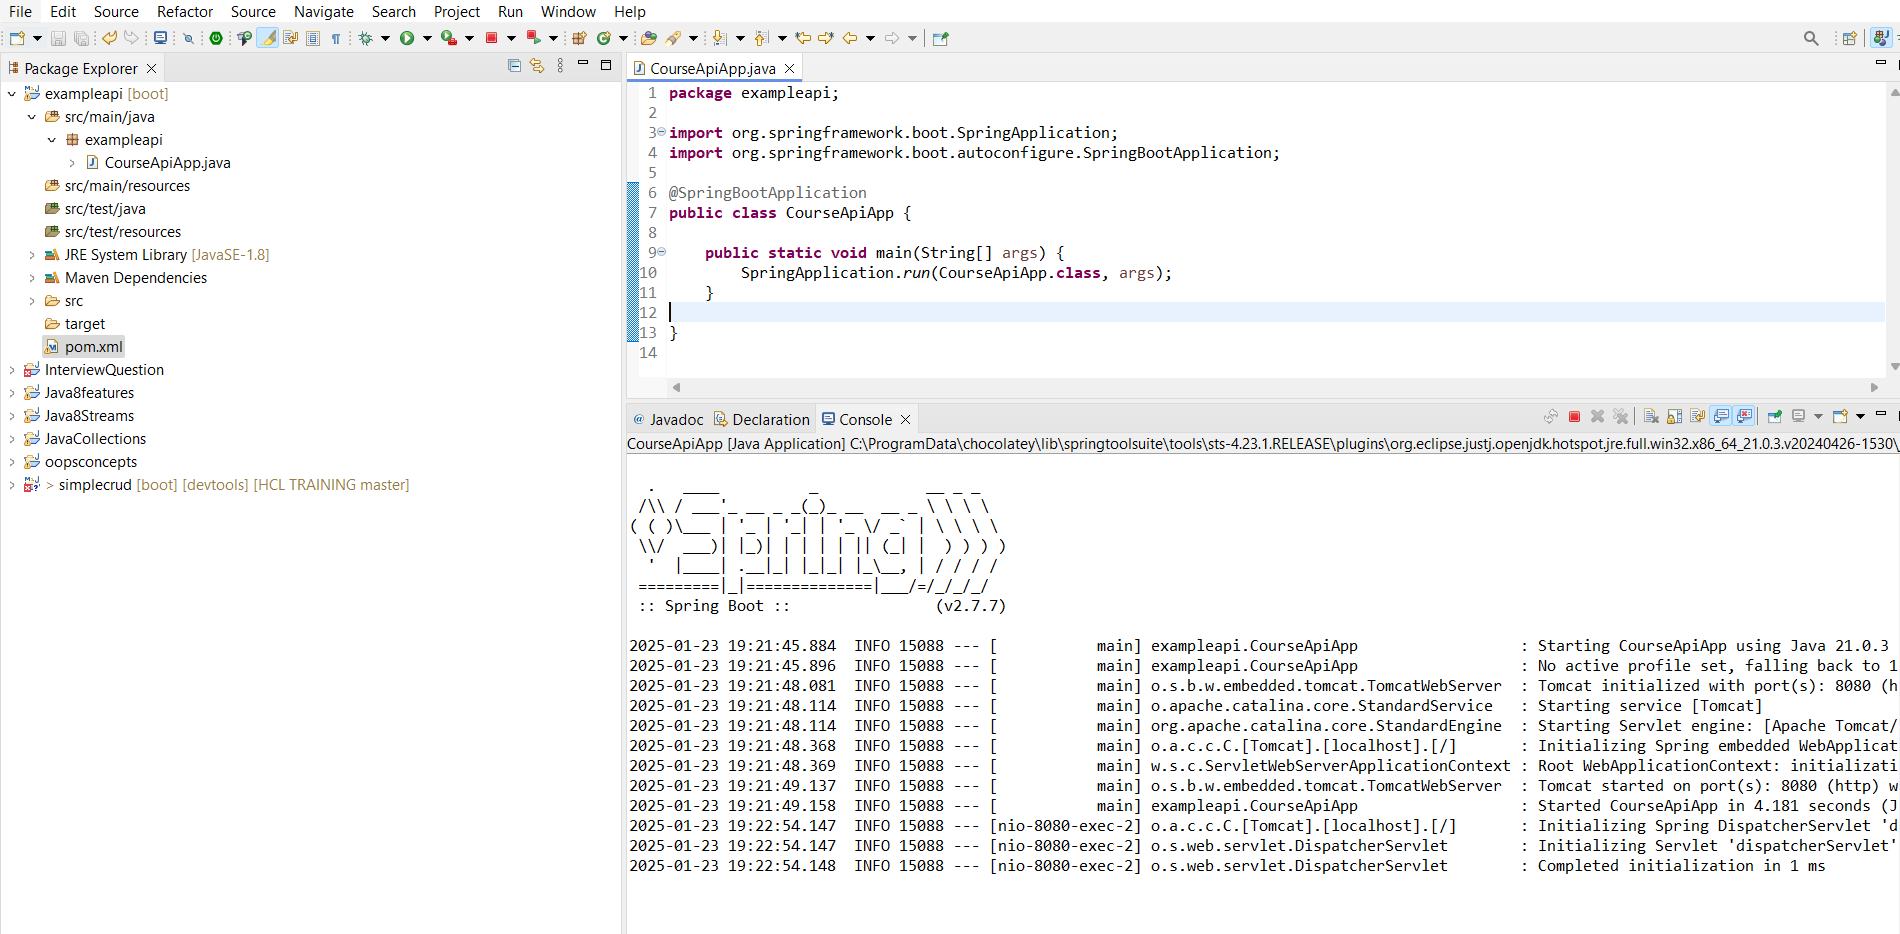 File Edit Source Refactor Source Navigate Search Project Run Window Help
Package Explorer
exampleapi [boot]
src/main/java
exampleapi
CourseApiApp.java
src/main/resources
src/test/java
src/test/resources
JRE System Library [JavaSE-1.8]
Maven Dependencies
src
target
pom.xml
InterviewQuestion
Java8features
Java8Streams
JavaCollections
oopsconcepts
> simplecrud [boot] [devtools] [HCL TRAINING master]
CourseApiApp.java
1 package exampleapi;
2
3 import org.springframework.boot.SpringApplication;
4 import org.springframework.boot.autoconfigure.SpringBootApplication;
5
6 @SpringBootApplication
7 public class CourseApiApp {
8
9     public static void main(String[] args) {
10         SpringApplication.run(CourseApiApp.class, args);
11     }
12
13 }
14
@ Javadoc Declaration Console
CourseApiApp [Java Application] C:\ProgramData\chocolatey\lib\springtoolsuite\tools\sts-4.23.1.RELEASE\plugins\org.eclipse.justj.openjdk.hotspot.jre.full.win32.x86_64_21.0.3.v20240426-1530\
  .   ____          _            __ _ _
 /\\ / ___'_ __ _ _(_)_ __  __ _ \ \ \ \
( ( )\___ | '_ | '_| | '_ \/ _` | \ \ \ \
 \\/  ___)| |_)| | | | | || (_| |  ) ) ) )
  '  |____| .__|_| |_|_| |_\__, | / / / /
 =========|_|==============|___/=/_/_/_/
 :: Spring Boot ::                (v2.7.7)
2025-01-23 19:21:45.884  INFO 15088 --- [           main] exampleapi.CourseApiApp                  : Starting CourseApiApp using Java 21.0.3
2025-01-23 19:21:45.896  INFO 15088 --- [           main] exampleapi.CourseApiApp                  : No active profile set, falling back to 1
2025-01-23 19:21:48.081  INFO 15088 --- [           main] o.s.b.w.embedded.tomcat.TomcatWebServer  : Tomcat initialized with port(s): 8080 (h
2025-01-23 19:21:48.114  INFO 15088 --- [           main] o.apache.catalina.core.StandardService   : Starting service [Tomcat]
2025-01-23 19:21:48.114  INFO 15088 --- [           main] org.apache.catalina.core.StandardEngine  : Starting Servlet engine: [Apache Tomcat/
2025-01-23 19:21:48.368  INFO 15088 --- [           main] o.a.c.c.C.[Tomcat].[localhost].[/]       : Initializing Spring embedded WebApplicat
2025-01-23 19:21:48.369  INFO 15088 --- [           main] w.s.c.ServletWebServerApplicationContext : Root WebApplicationContext: initializati
2025-01-23 19:21:49.137  INFO 15088 --- [           main] o.s.b.w.embedded.tomcat.TomcatWebServer  : Tomcat started on port(s): 8080 (http) w
2025-01-23 19:21:49.158  INFO 15088 --- [           main] exampleapi.CourseApiApp                  : Started CourseApiApp in 4.181 seconds (J
2025-01-23 19:22:54.147  INFO 15088 --- [nio-8080-exec-2] o.a.c.c.C.[Tomcat].[localhost].[/]       : Initializing Spring DispatcherServlet 'd
2025-01-23 19:22:54.147  INFO 15088 --- [nio-8080-exec-2] o.s.web.servlet.DispatcherServlet        : Initializing Servlet 'dispatcherServlet'
2025-01-23 19:22:54.148  INFO 15088 --- [nio-8080-exec-2] o.s.web.servlet.DispatcherServlet        : Completed initialization in 1 ms